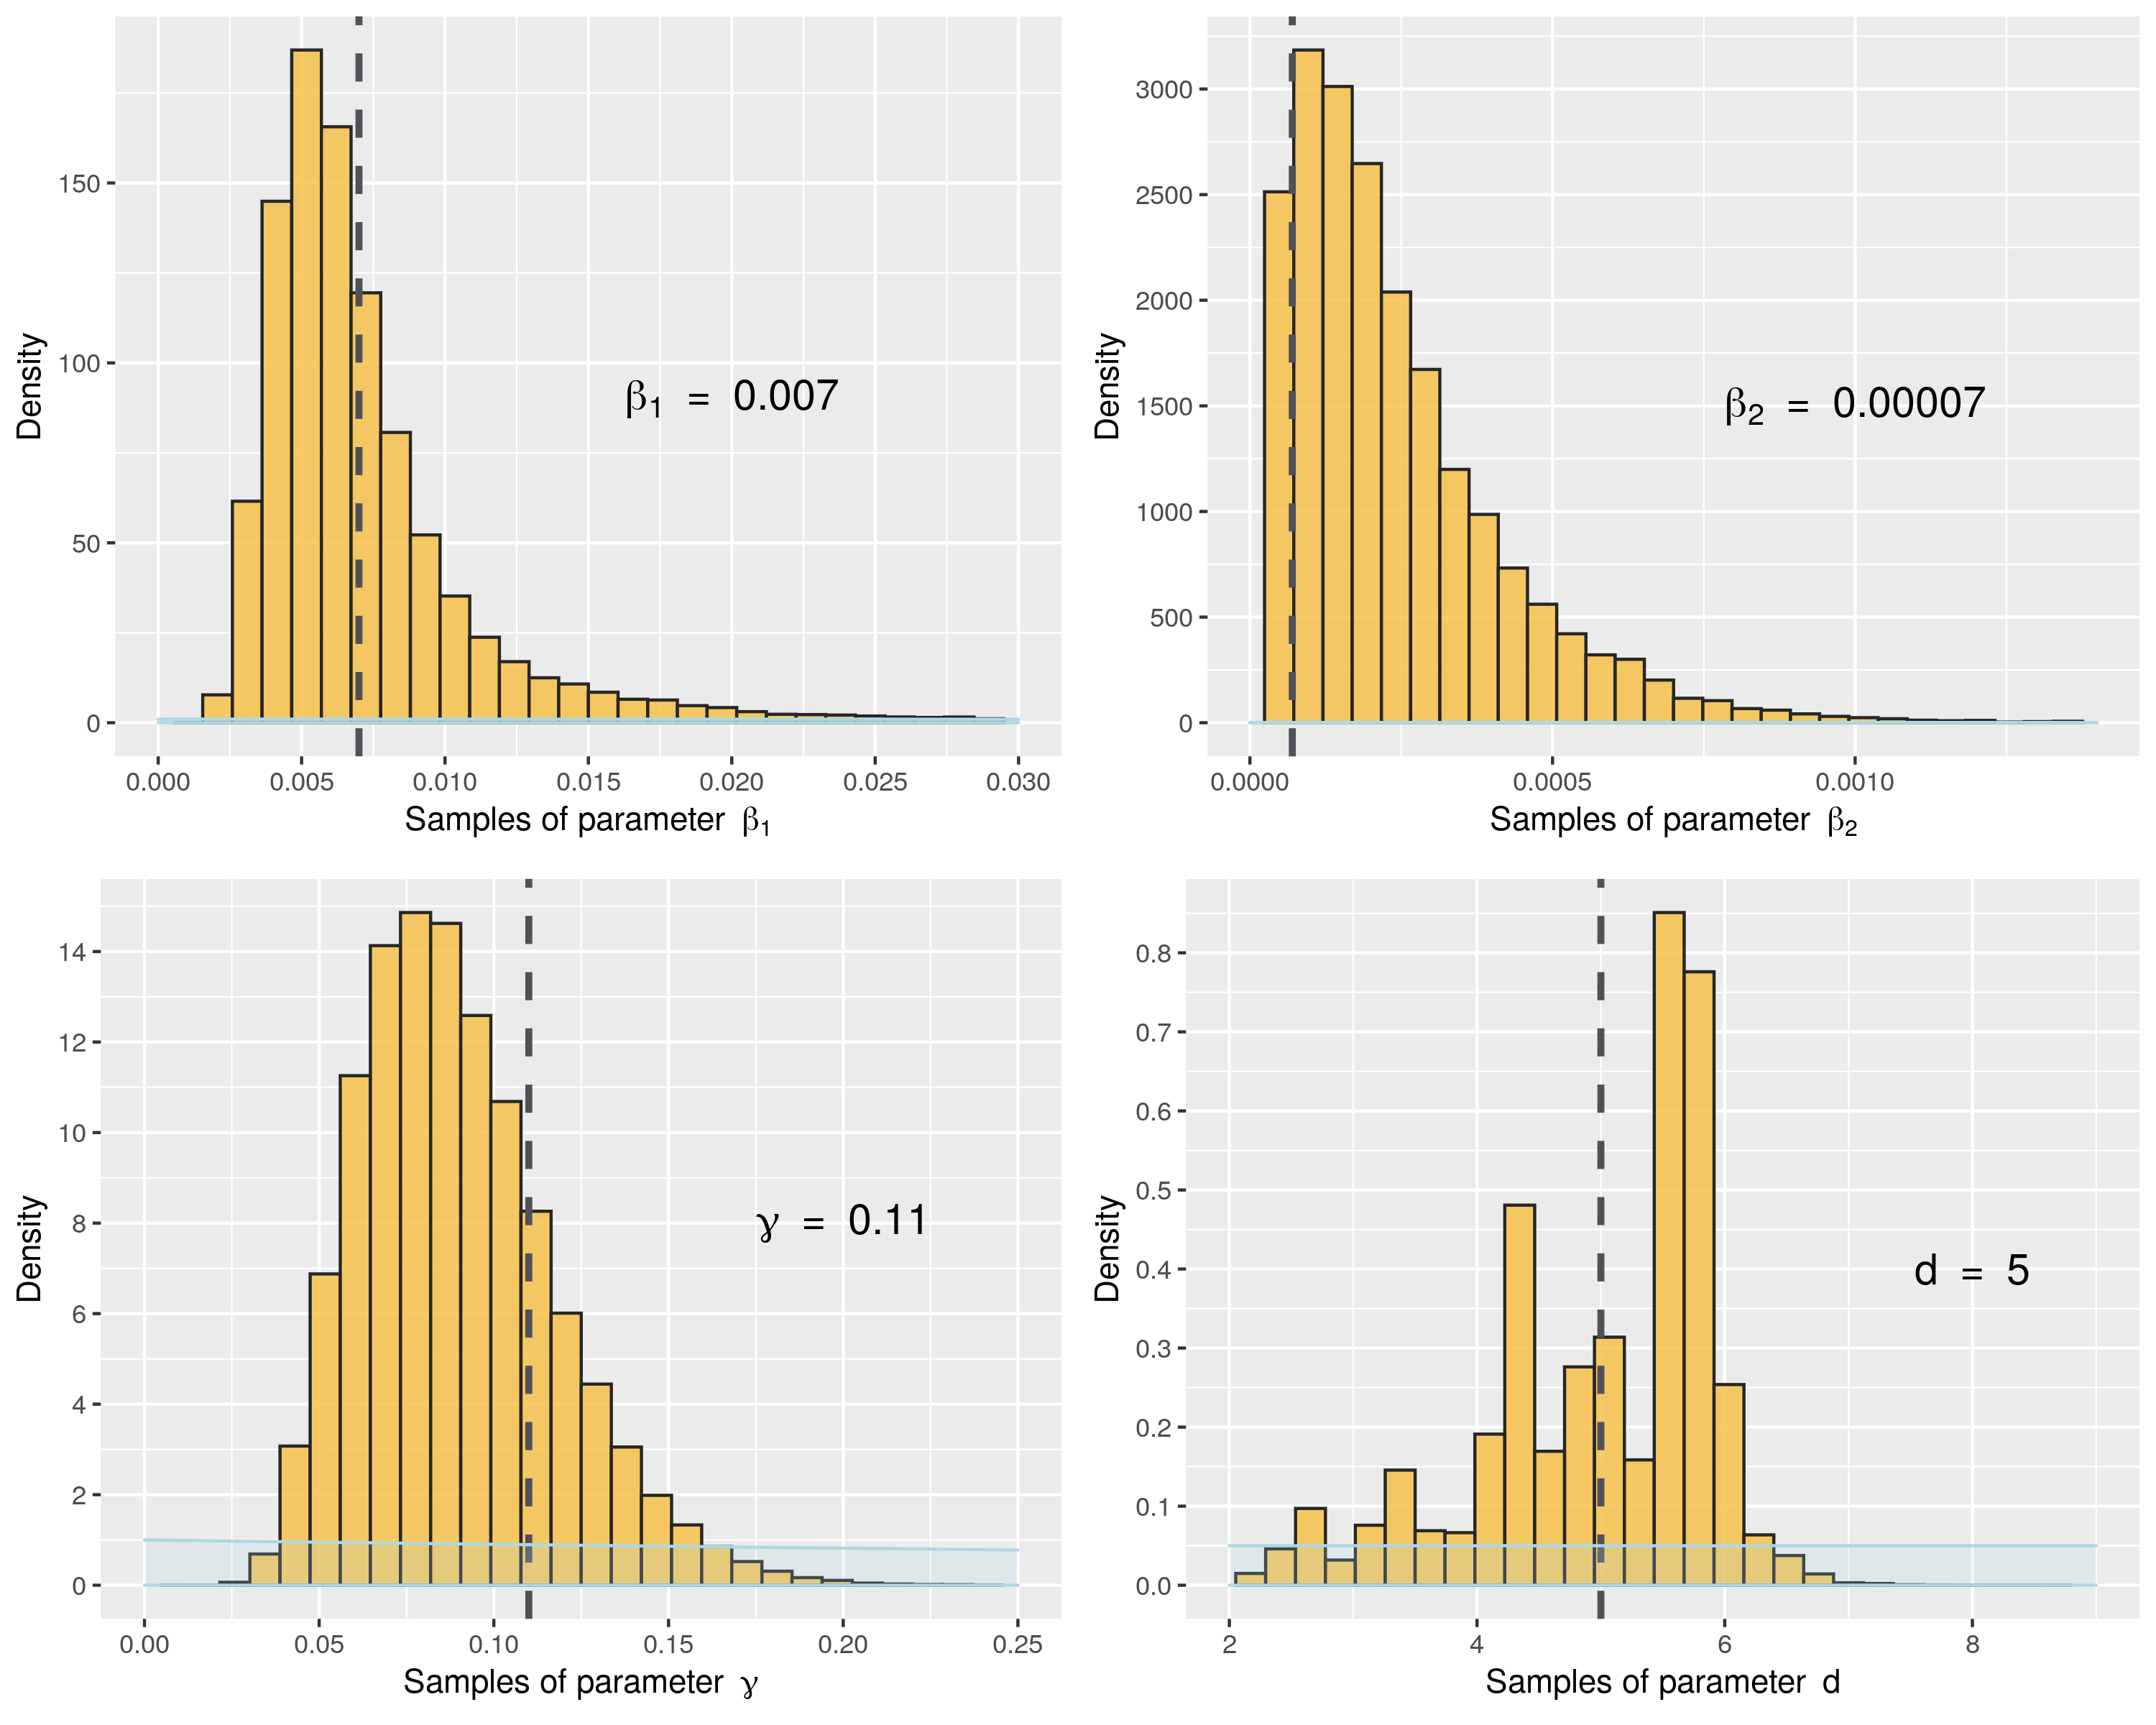 150
100
50
0
Density
β1 = 0.007
0.000 0.005 0.010 0.015 0.020 0.025 0.030
Samples of parameter β1
3000
2500
2000
1500
1000
500
0
Density
β2 = 0.00007
0.0000 0.0005 0.0010
Samples of parameter β2
14
12
10
8
6
4
2
0
Density
γ = 0.11
0.00 0.05 0.10 0.15 0.20 0.25
Samples of parameter γ
0.8
0.7
0.6
0.5
0.4
0.3
0.2
0.1
0.0
Density
d = 5
2 4 6 8
Samples of parameter d